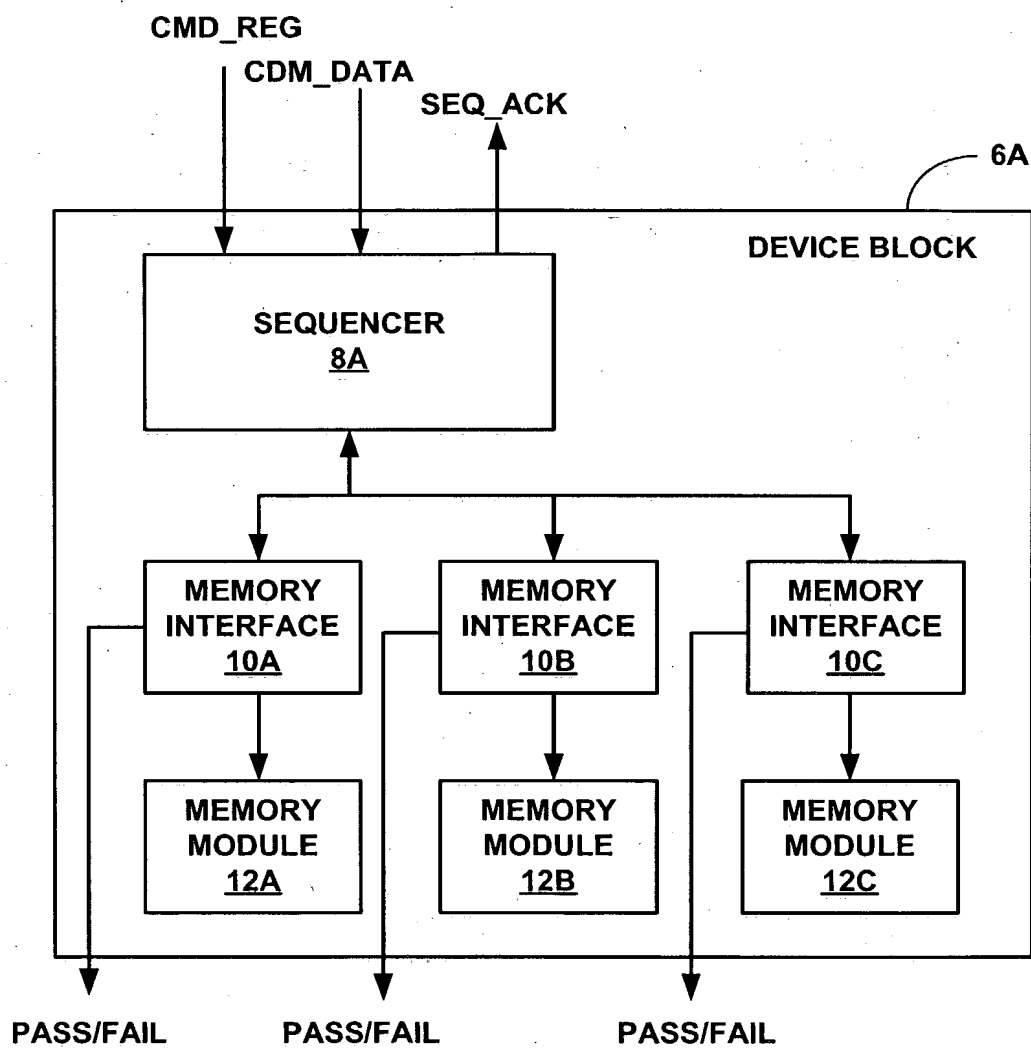 CMD_REG
CDM_DATA
SEQ_ACK
6A
DEVICE BLOCK
SEQUENCER
8A
MEMORY
INTERFACE
10A
MEMORY
INTERFACE
10B
MEMORY
INTERFACE
10C
MEMORY
MODULE
12A
MEMORY
MODULE
12B
MEMORY
MODULE
12C
PASS/FAIL
PASS/FAIL
PASS/FAIL